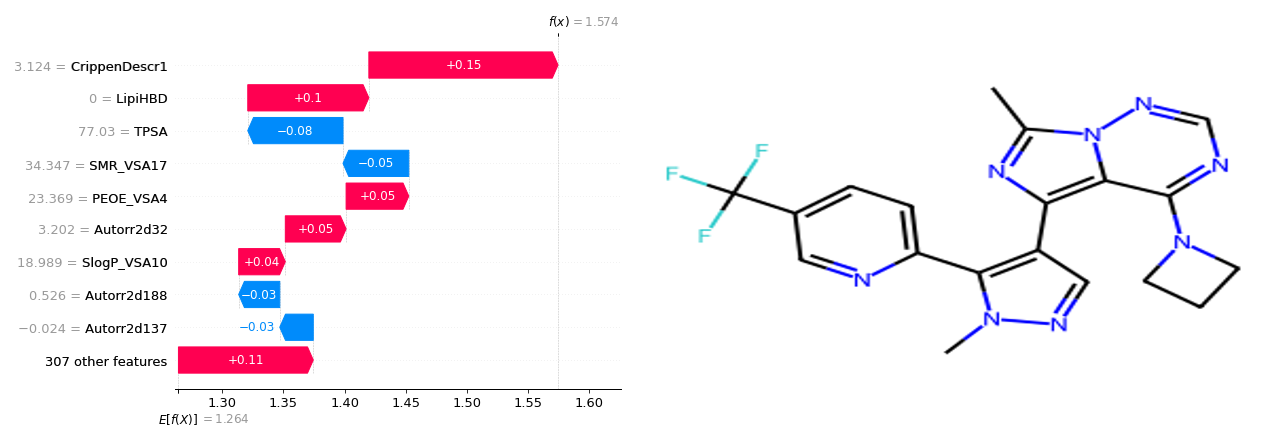 f(x) = 1.574
3.124 = CrippenDescr1
+0.15
0 = LipiHBD
+0.1
77.03 = TPSA
−0.08
34.347 = SMR_VSA17
−0.05
23.369 = PEOE_VSA4
+0.05
3.202 = Autorr2d32
+0.05
18.989 = SlogP_VSA10
+0.04
0.526 = Autorr2d188
−0.03
−0.024 = Autorr2d137
−0.03
307 other features
+0.11
1.30 1.35 1.40 1.45 1.50 1.55 1.60
E[f(X)] = 1.264
N
N
F
F
N
N
F
N
N
N
N